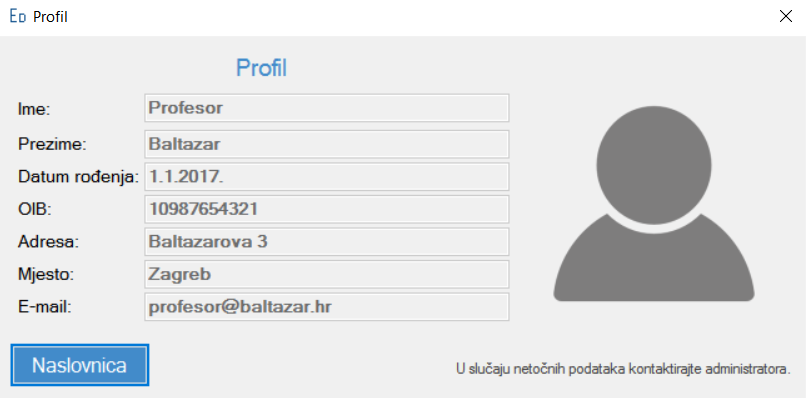 ED Profil
Profil
Ime: Profesor
Prezime: Baltazar
Datum rođenja: 1.1.2017.
OIB: 10987654321
Adresa: Baltazarova 3
Mjesto: Zagreb
E-mail: profesor@baltazar.hr
Naslovnica
U slučaju netočnih podataka kontaktirajte administratora.